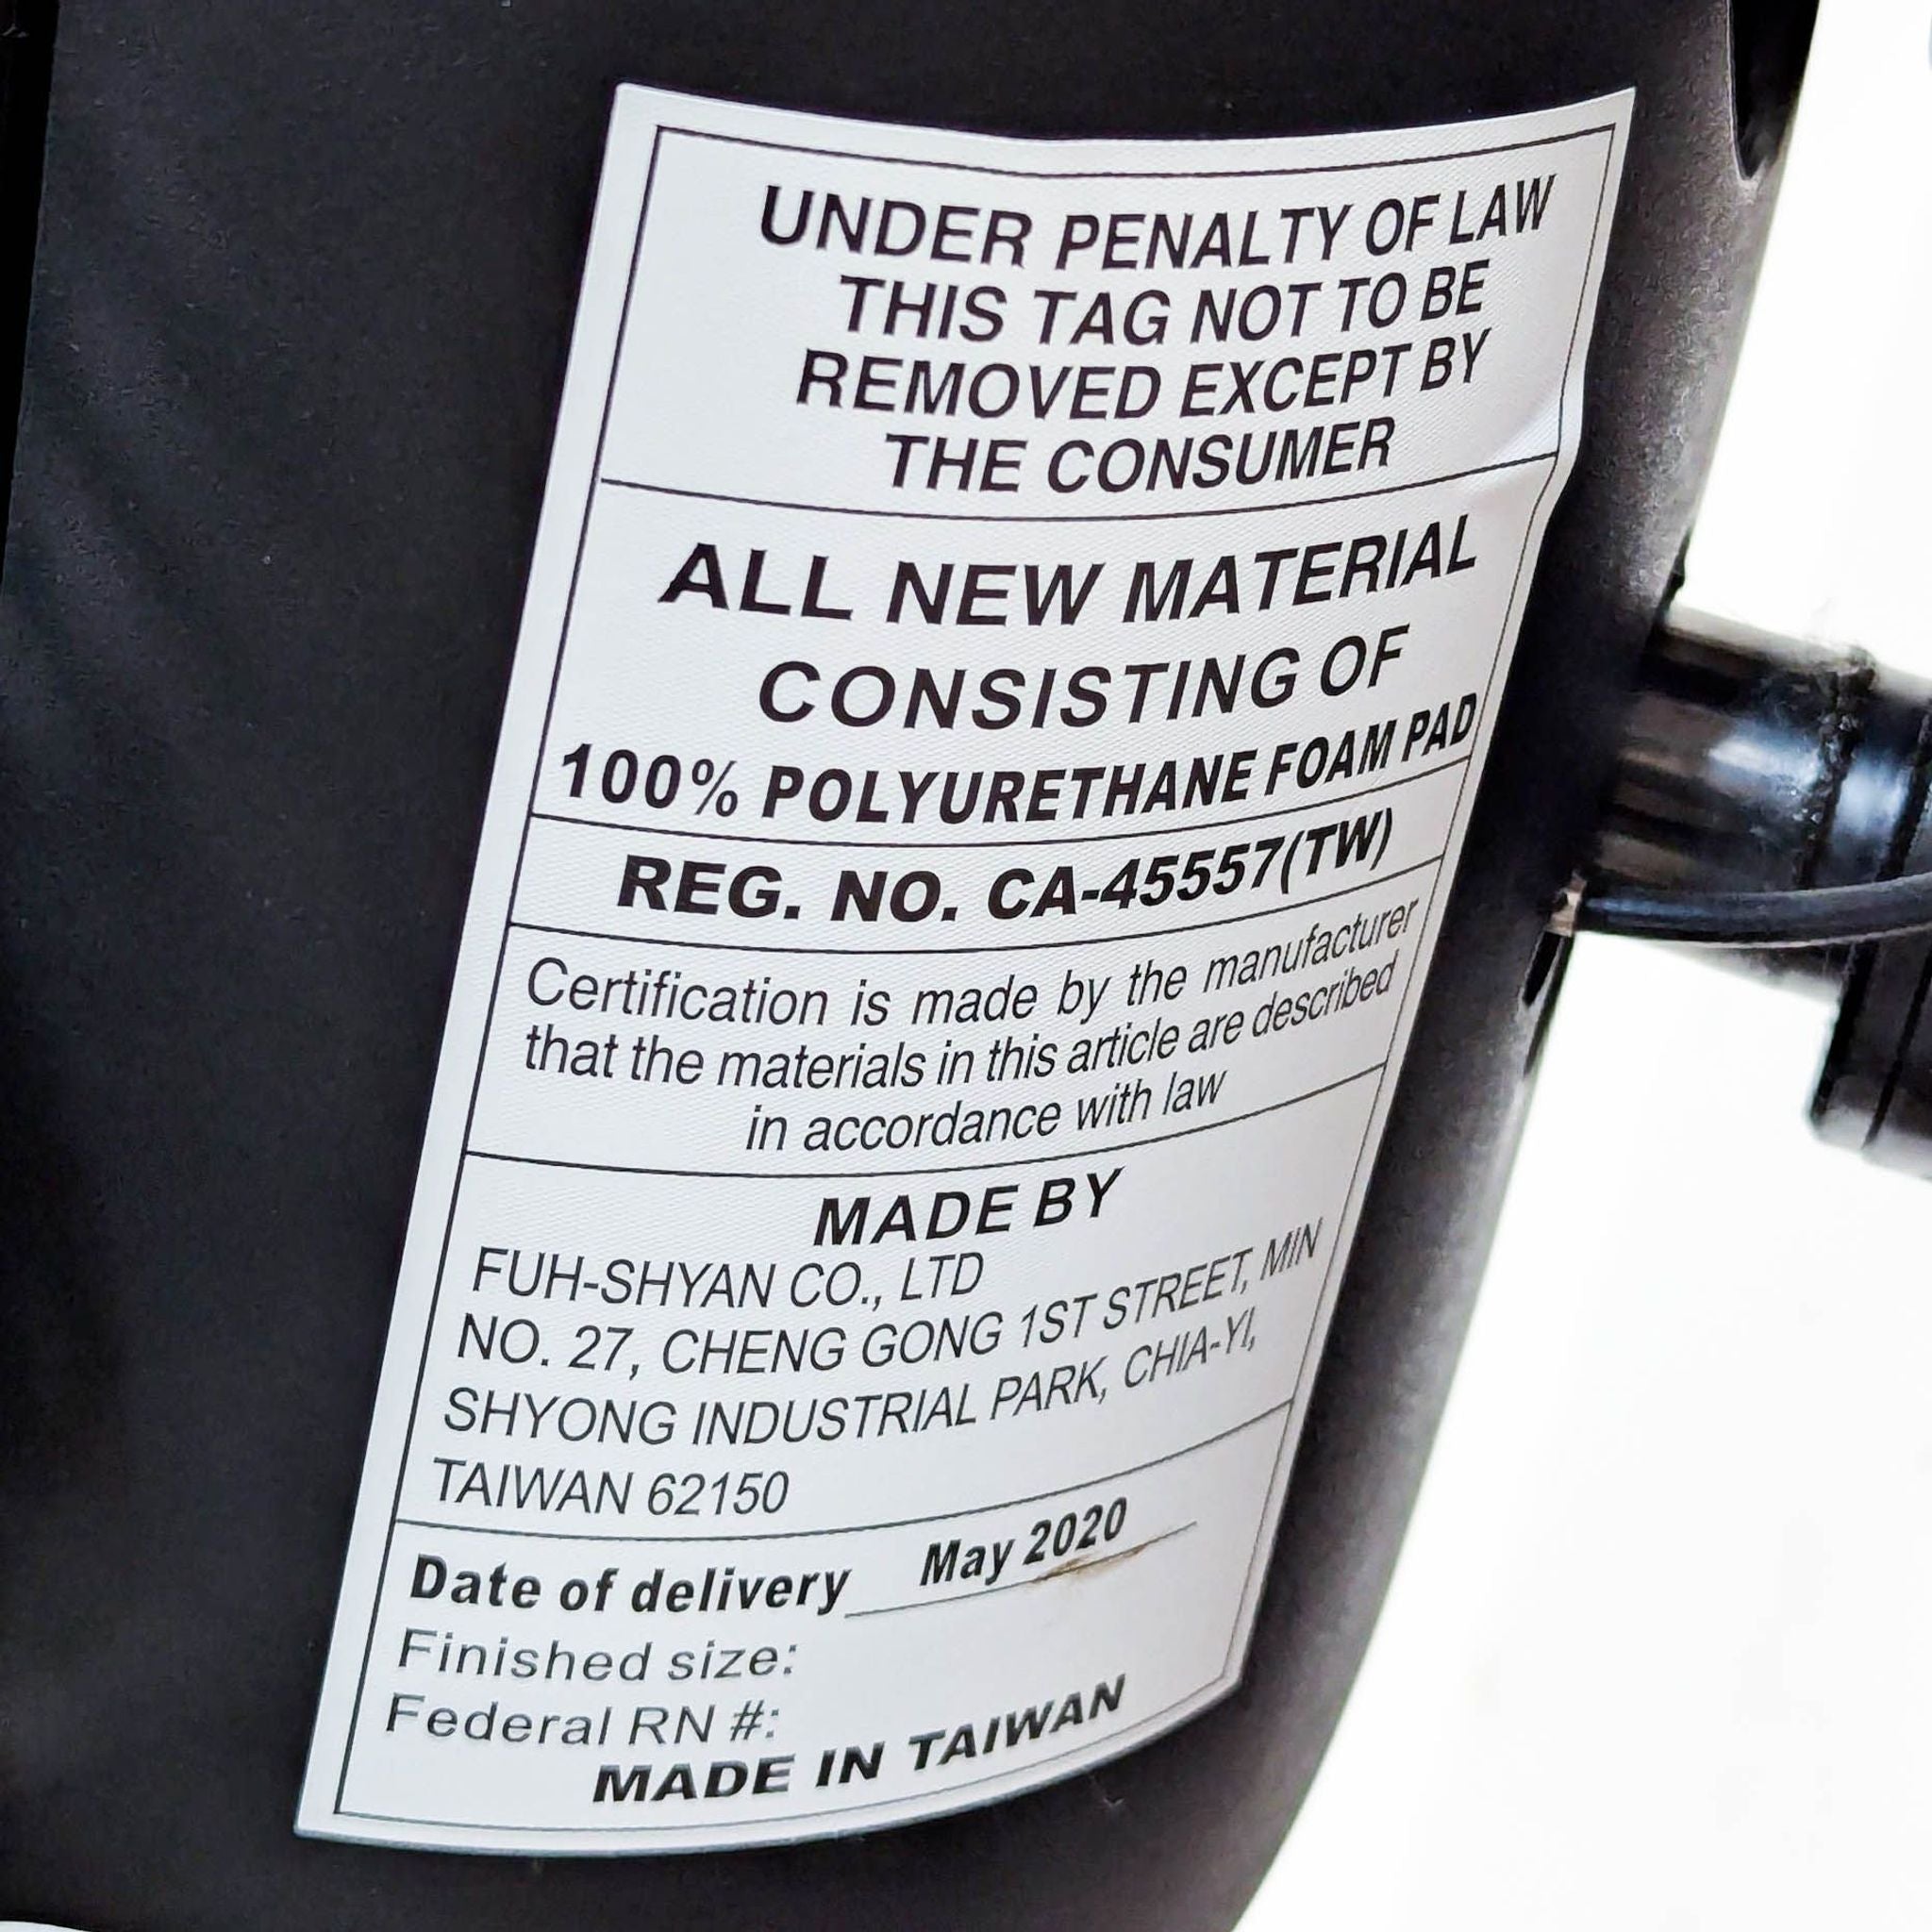 UNDER PENALTY OF LAW
THIS TAG NOT TO BE
REMOVED EXCEPT BY
THE CONSUMER
ALL NEW MATERIAL
CONSISTING OF
100% POLYURETHANE FOAM PAD
REG. NO. CA-45557(TW)
Certification is made by the manufacturer
that the materials in this article are described
in accordance with law
MADE BY
FUH-SHYAN CO., LTD
NO. 27, CHENG GONG 1ST STREET, MIN
SHYONG INDUSTRIAL PARK, CHIA-YI,
TAIWAN 62150
Date of delivery May 2020
Finished size:
Federal RN #:
MADE IN TAIWAN